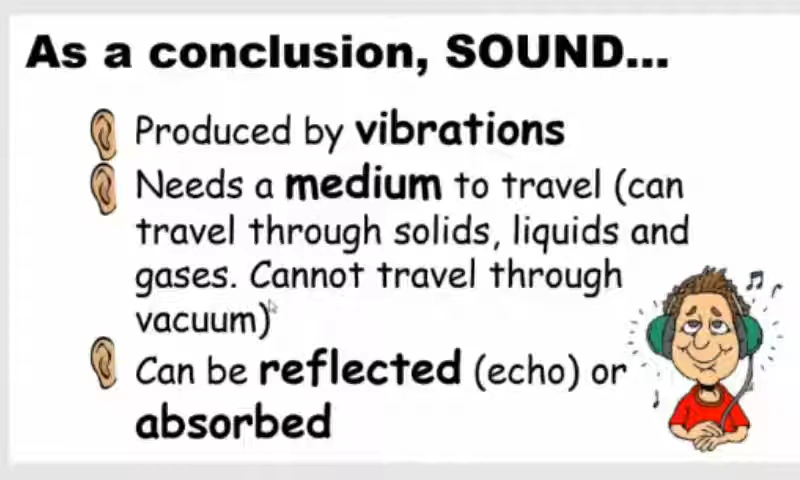 As a conclusion, SOUND...
Produced by vibrations
Needs a medium to travel (can
travel through solids, liquids and
gases. Cannot travel through
vacuum)
Can be reflected (echo) or
absorbed